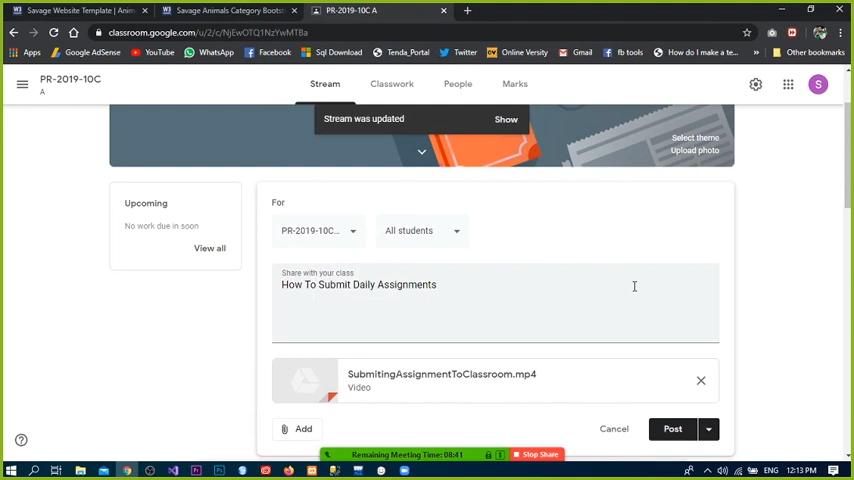 Savage Website Template | Anim
Savage Animals Category Bootst
PR-2019-10C A
classroom.google.com/u/2/c/NjEwOTQ1NzYwMTBa
Apps
Google AdSense
YouTube
WhatsApp
Facebook
Sql Download
Tenda_Portal
Twitter
Online Versity
Gmail
fb tools
How do I make a te...
Other bookmarks
PR-2019-10C
A
Stream
Classwork
People
Marks
S
Stream was updated
Show
Select theme
Upload photo
Upcoming
No work due in soon
View all
For
PR-2019-10C...
All students
Share with your class
How To Submit Daily Assignments
SubmitingAssignmentToClassroom.mp4
Video
Add
Cancel
Post
Remaining Meeting Time: 08:41
Stop Share
ENG
12:13 PM